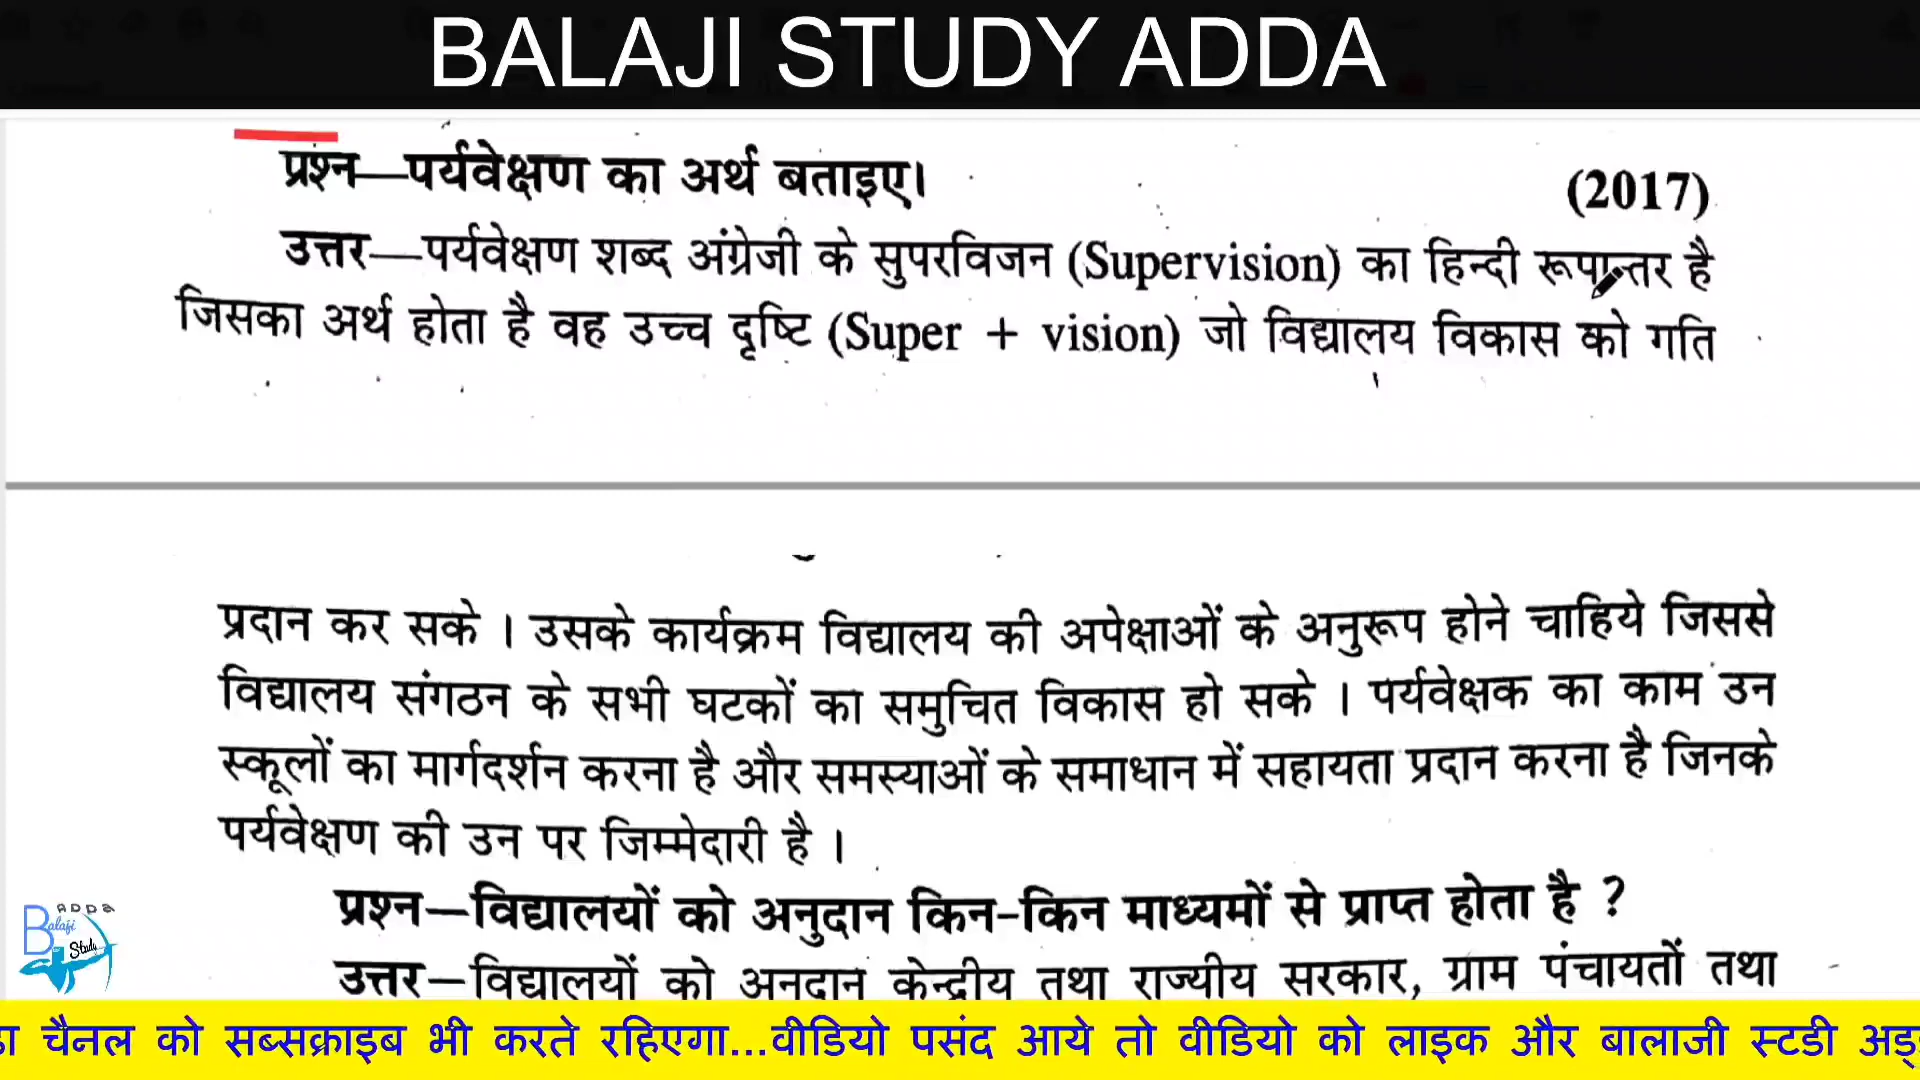 BALAJI STUDY ADDA
प्रश्न—पर्यवेक्षण का अर्थ बताइए। (2017)
उत्तर—पर्यवेक्षण शब्द अंग्रेजी के सुपरविजन (Supervision) का हिन्दी रूपान्तर है
जिसका अर्थ होता है वह उच्च दृष्टि (Super + vision) जो विद्यालय विकास को गति
प्रदान कर सके । उसके कार्यक्रम विद्यालय की अपेक्षाओं के अनुरूप होने चाहिये जिससे
विद्यालय संगठन के सभी घटकों का समुचित विकास हो सके । पर्यवेक्षक का काम उन
स्कूलों का मार्गदर्शन करना है और समस्याओं के समाधान में सहायता प्रदान करना है जिनके
पर्यवेक्षण की उन पर जिम्मेदारी है ।
प्रश्न—विद्यालयों को अनुदान किन-किन माध्यमों से प्राप्त होता है ?
उत्तर—विद्यालयों को अनुदान केन्द्रीय तथा राज्यीय सरकार, ग्राम पंचायतों तथा
ADDA
Balaji
Study
चैनल को सब्सक्राइब भी करते रहिएगा...वीडियो पसंद आये तो वीडियो को लाइक और बालाजी स्टडी